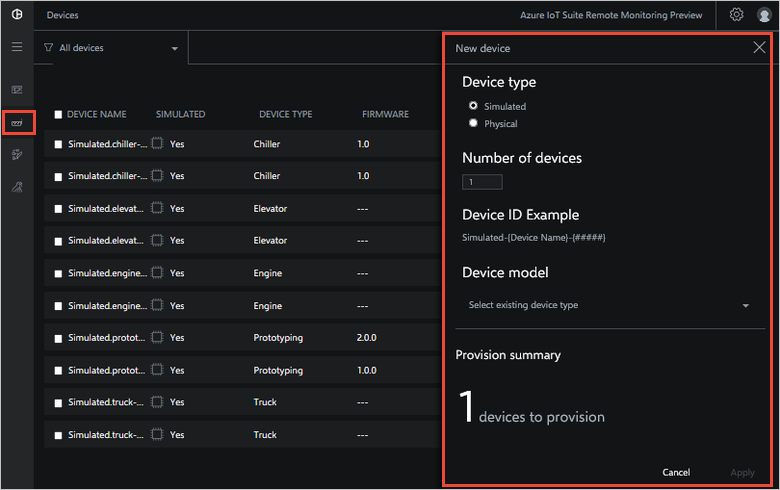 Devices
Azure IoT Suite Remote Monitoring Preview
All devices
DEVICE NAME SIMULATED DEVICE TYPE FIRMWARE
Simulated.chiller-... Yes Chiller 1.0
Simulated.chiller-... Yes Chiller 1.0
Simulated.elevat... Yes Elevator ---
Simulated.elevat... Yes Elevator ---
Simulated.engine... Yes Engine ---
Simulated.engine... Yes Engine ---
Simulated.protot... Yes Prototyping 2.0.0
Simulated.protot... Yes Prototyping 1.0.0
Simulated.truck-... Yes Truck ---
Simulated.truck-... Yes Truck ---
New device
Device type
Simulated
Physical
Number of devices
1
Device ID Example
Simulated-{Device Name}-{#####}
Device model
Select existing device type
Provision summary
1 devices to provision
Cancel Apply